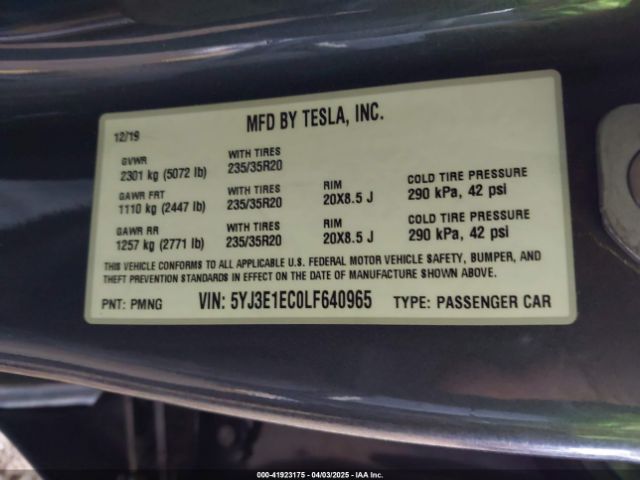 MFD BY TESLA, INC.
12/19
GVWR
2301 kg (5072 lb)
WITH TIRES
235/35R20
GAWR FRT
1110 kg (2447 lb)
WITH TIRES
235/35R20
RIM
20X8.5 J
COLD TIRE PRESSURE
290 kPa, 42 psi
GAWR RR
1257 kg (2771 lb)
WITH TIRES
235/35R20
RIM
20X8.5 J
COLD TIRE PRESSURE
290 kPa, 42 psi
THIS VEHICLE CONFORMS TO ALL APPLICABLE U.S. FEDERAL MOTOR VEHICLE SAFETY, BUMPER, AND
THEFT PREVENTION STANDARDS IN EFFECT ON THE DATE OF MANUFACTURE SHOWN ABOVE.
PNT: PMNG VIN: 5YJ3E1EC0LF640965 TYPE: PASSENGER CAR
000-41923175 - 04/03/2025 - IAA Inc.